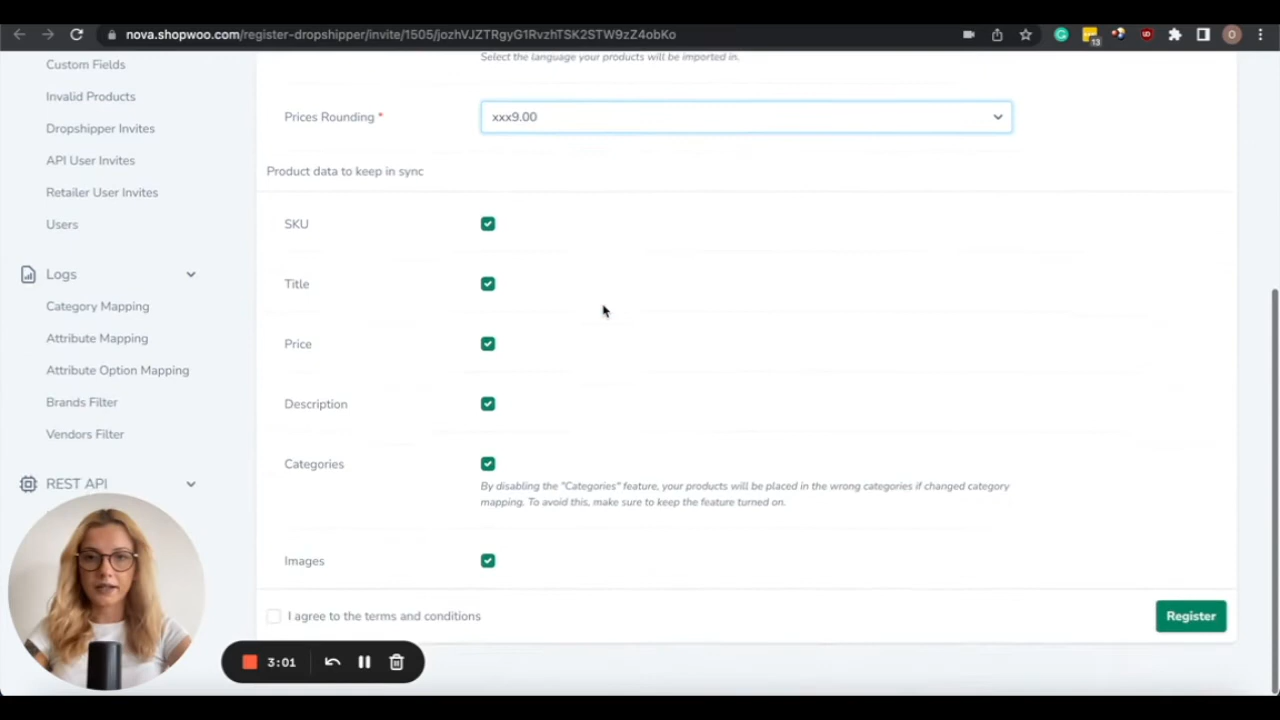 nova.shopwoo.com/register-dropshipper/invite/1505/jozhVJZTRgyG1RvzhTSK2STW9zZ4obKo
13
O
Custom Fields
Invalid Products
Dropshipper Invites
API User Invites
Retailer User Invites
Users
Logs
Category Mapping
Attribute Mapping
Attribute Option Mapping
Brands Filter
Vendors Filter
REST API
Select the language your products will be imported in.
Prices Rounding *
xxx9.00
Product data to keep in sync
SKU
Title
Price
Description
Categories
By disabling the "Categories" feature, your products will be placed in the wrong categories if changed category
mapping. To avoid this, make sure to keep the feature turned on.
Images
I agree to the terms and conditions
Register
3:01